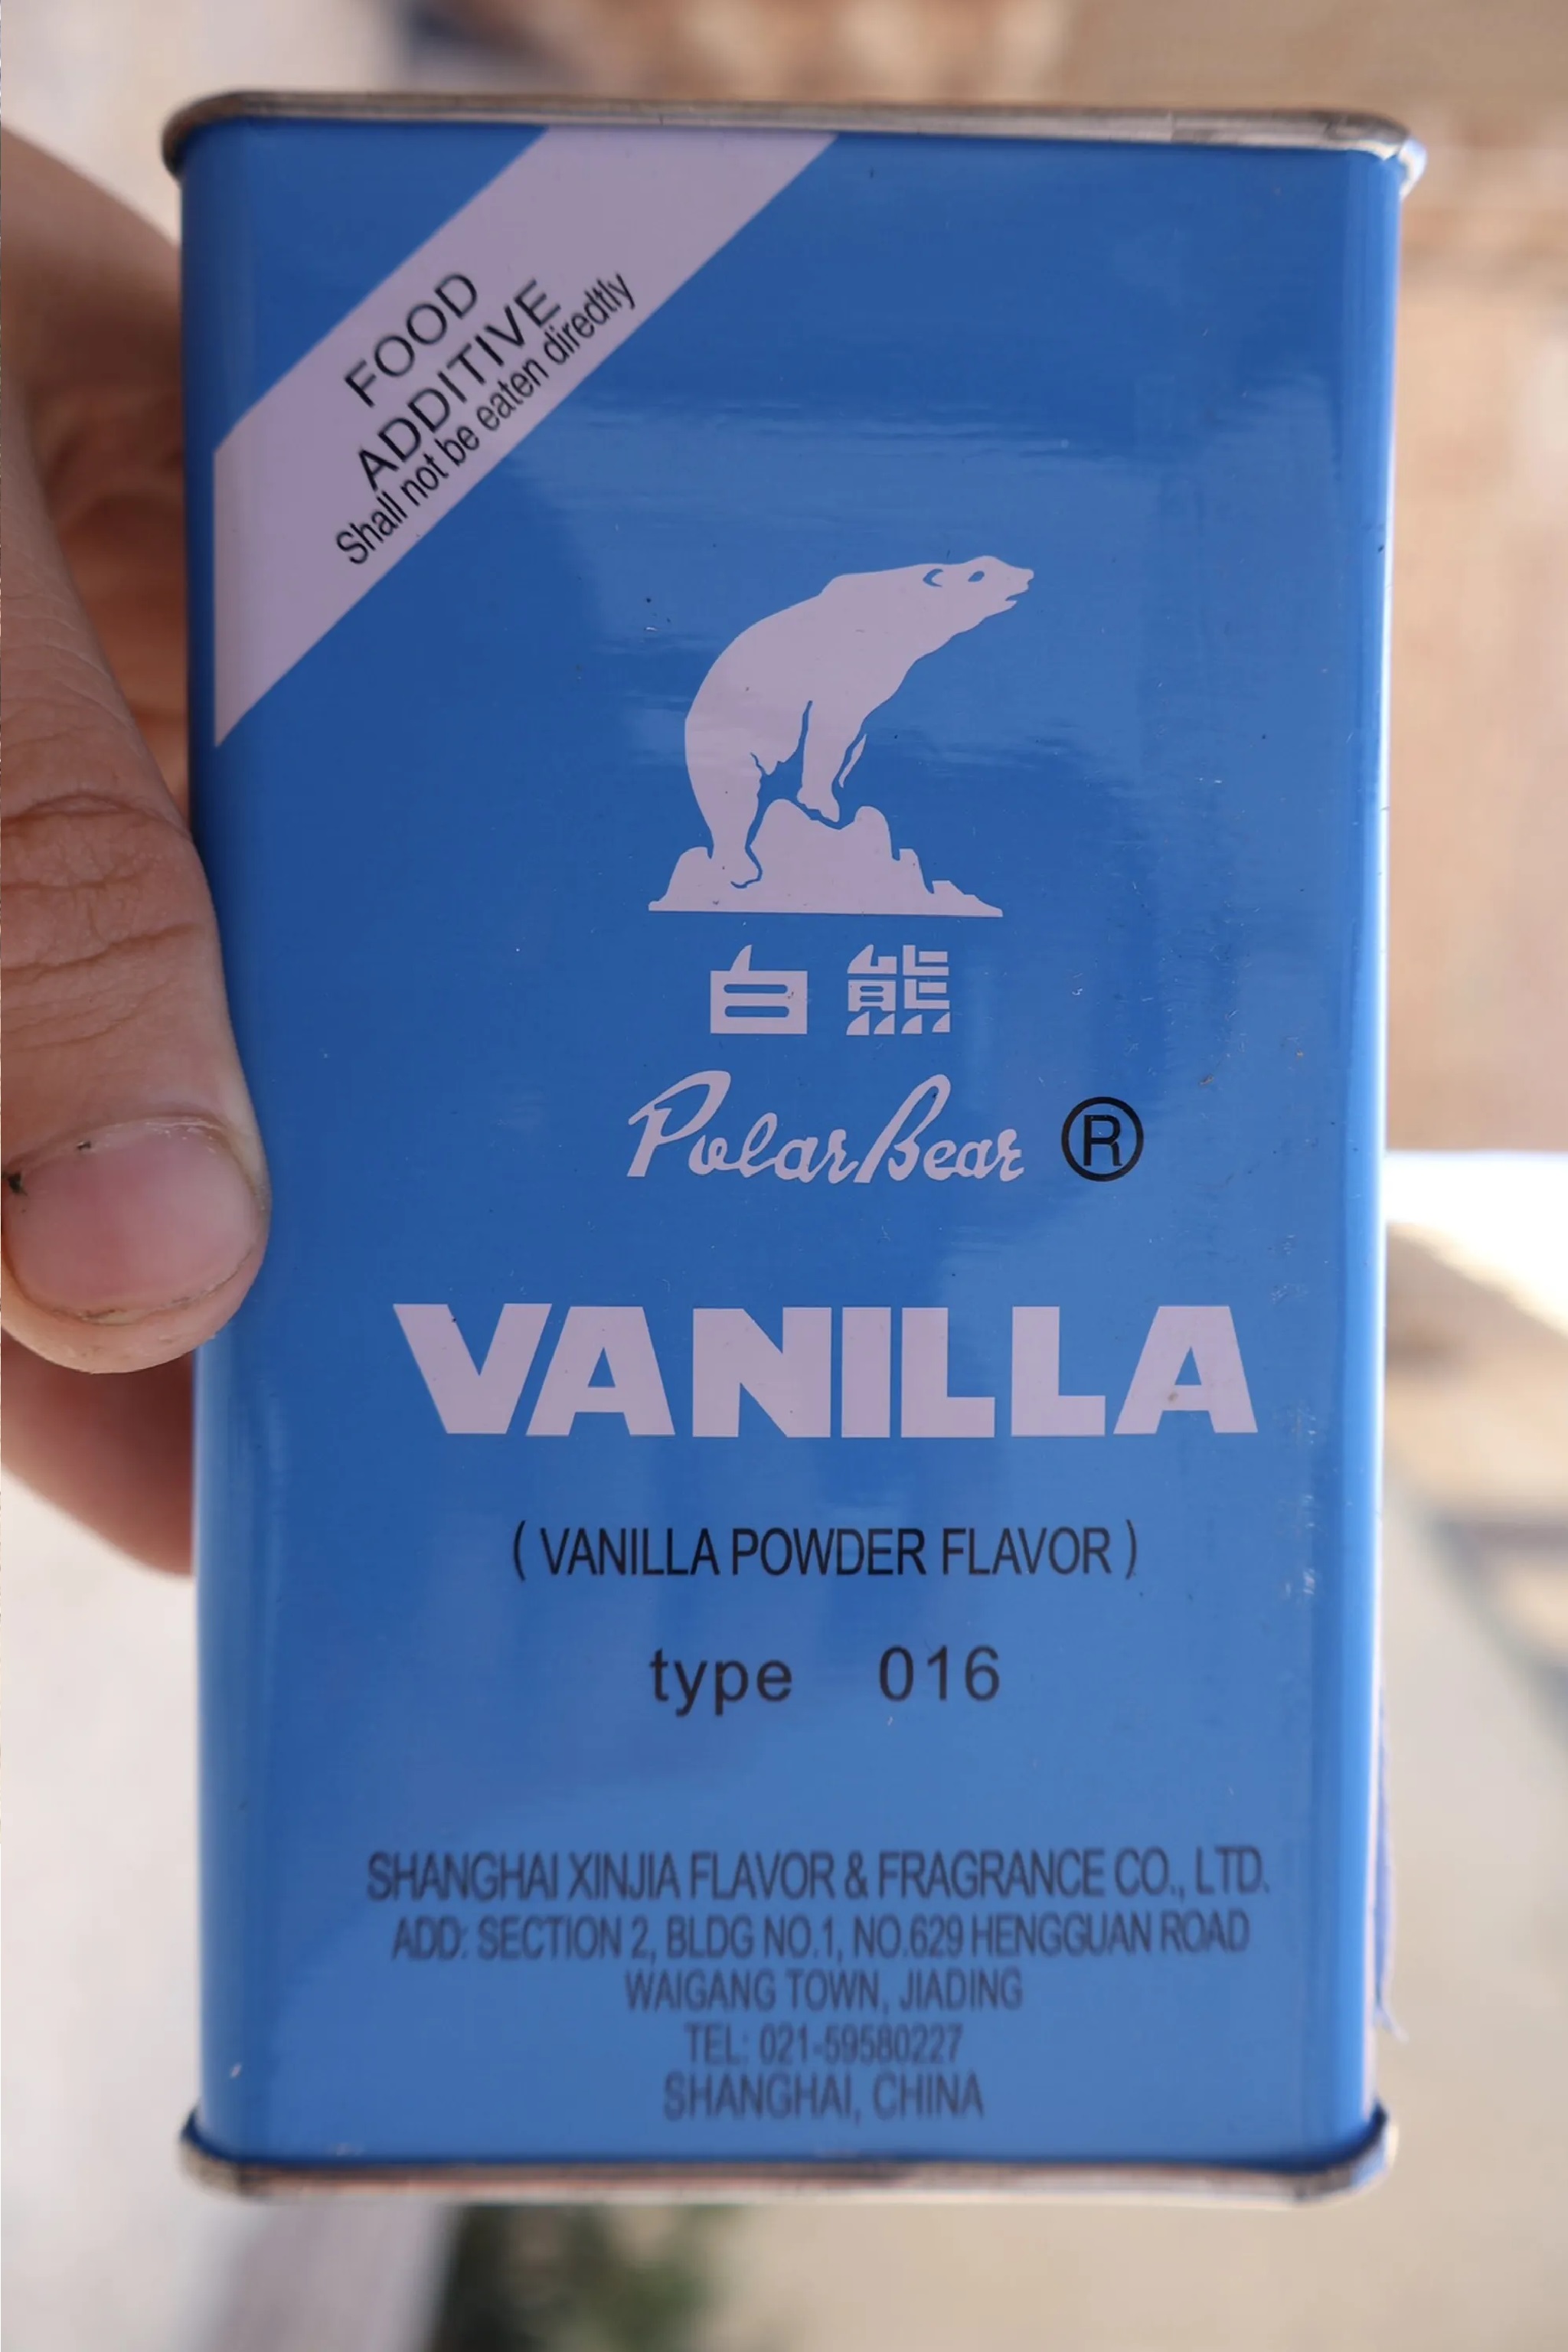 FOOD
ADDITIVE
Shall not be eaten diredtly
白熊
Polar Bear ®
VANILLA
( VANILLA POWDER FLAVOR )
type 016
SHANGHAI XINJIA FLAVOR & FRAGRANCE CO., LTD.
ADD: SECTION 2, BLDG NO.1, NO.629 HENGGUAN ROAD
WAIGANG TOWN, JIADING
TEL: 021-59580227
SHANGHAI, CHINA